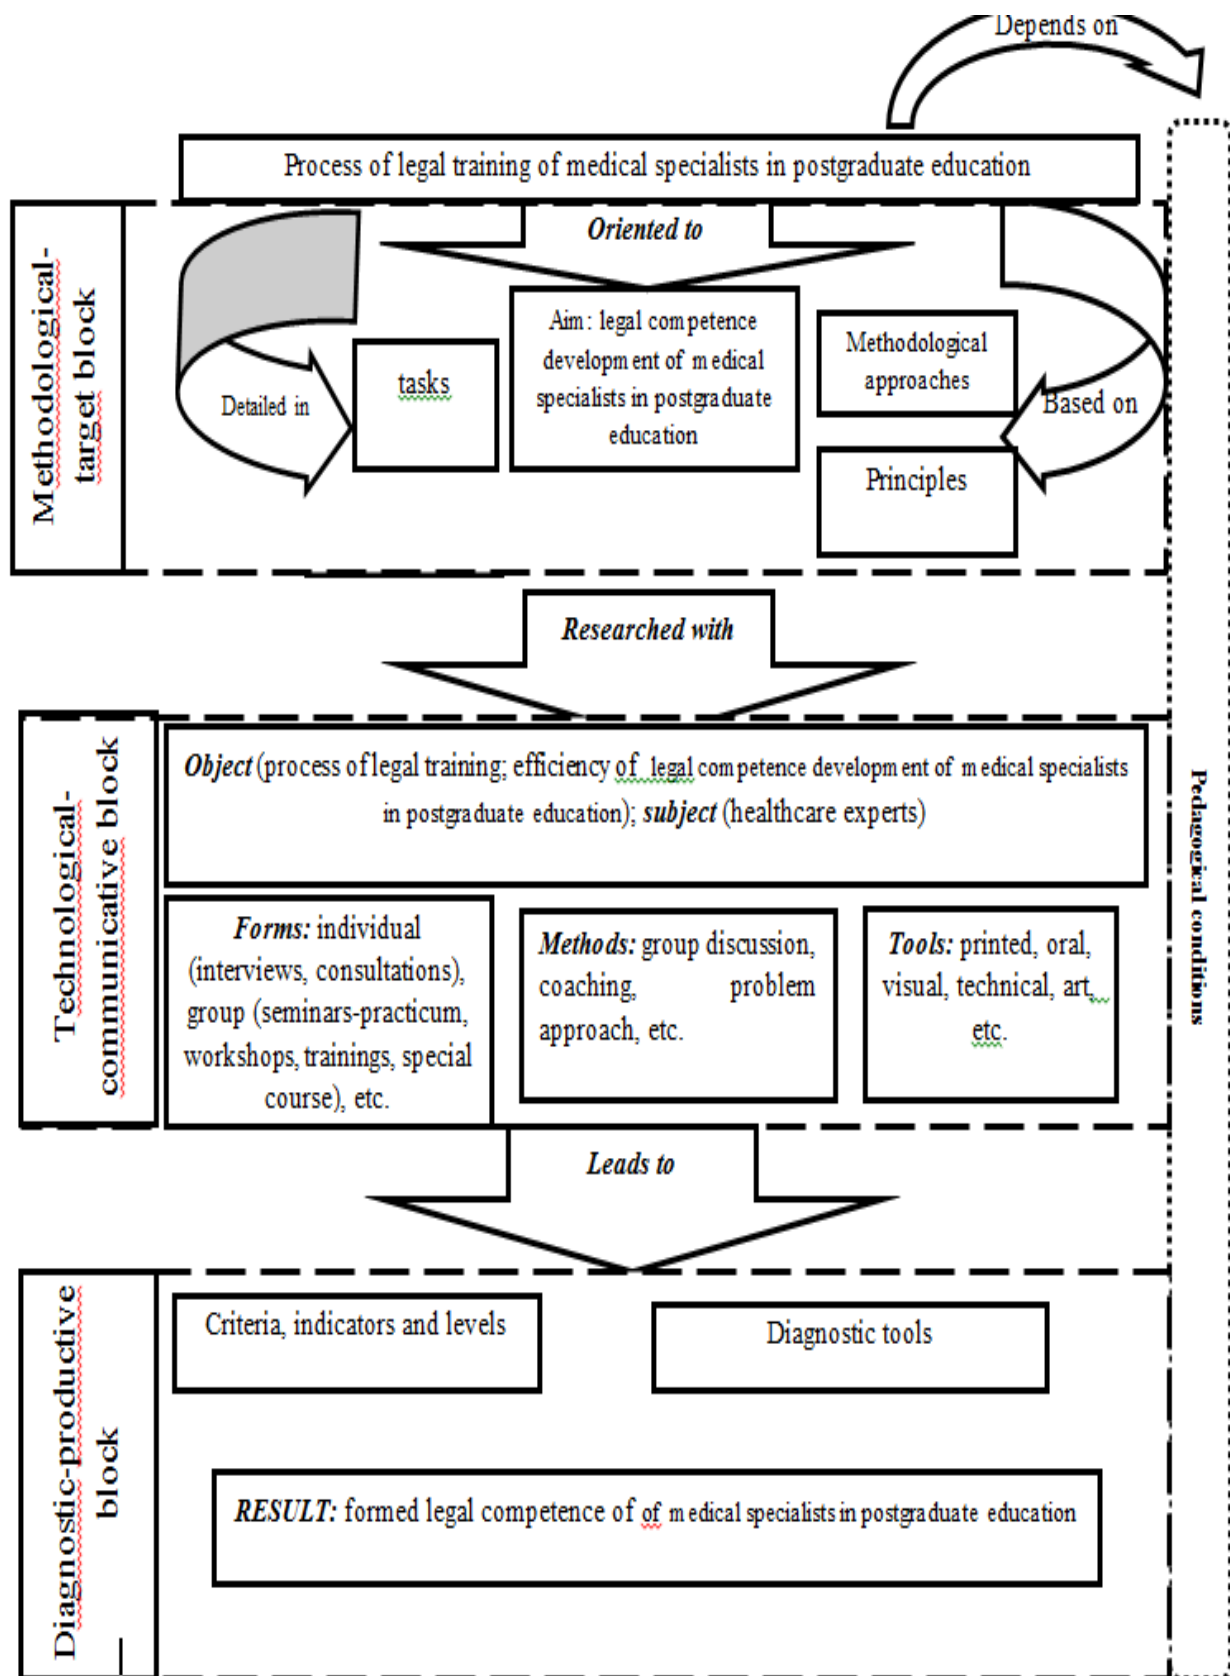 Depends on
Process of legal training of medical specialists in postgraduate education
Methodological-
target block
Oriented to
Detailed in
tasks
Aim: legal competence
development of medical
specialists in postgraduate
education
Methodological
approaches
Based on
Principles
Researched with
Technological-
communicative block
Object (process of legal training; efficiency of legal competence development of medical specialists
in postgraduate education); subject (healthcare experts)
Forms: individual
(interviews, consultations),
group (seminars-practicum,
workshops, trainings, special
course), etc.
Methods: group discussion,
coaching, problem
approach, etc.
Tools: printed, oral,
visual, technical, art,
etc.
Pedagogical conditions
Leads to
Diagnostic-productive
block
Criteria, indicators and levels
Diagnostic tools
RESULT: formed legal competence of of medical specialists in postgraduate education